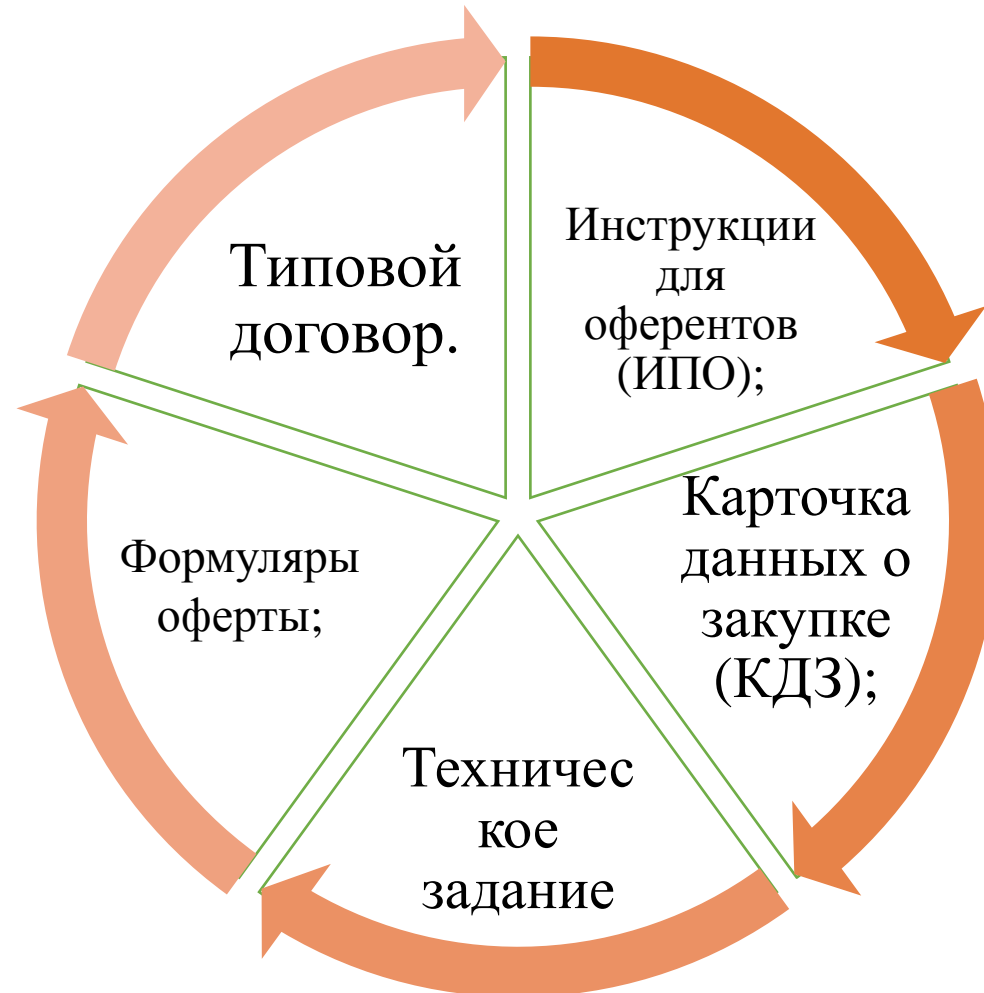 Инструкции
для
оферентов
(ИПО);
Карточка
данных о
закупке
(КДЗ);
Техничес
кое
задание
Формуляры
оферты;
Типовой
договор.